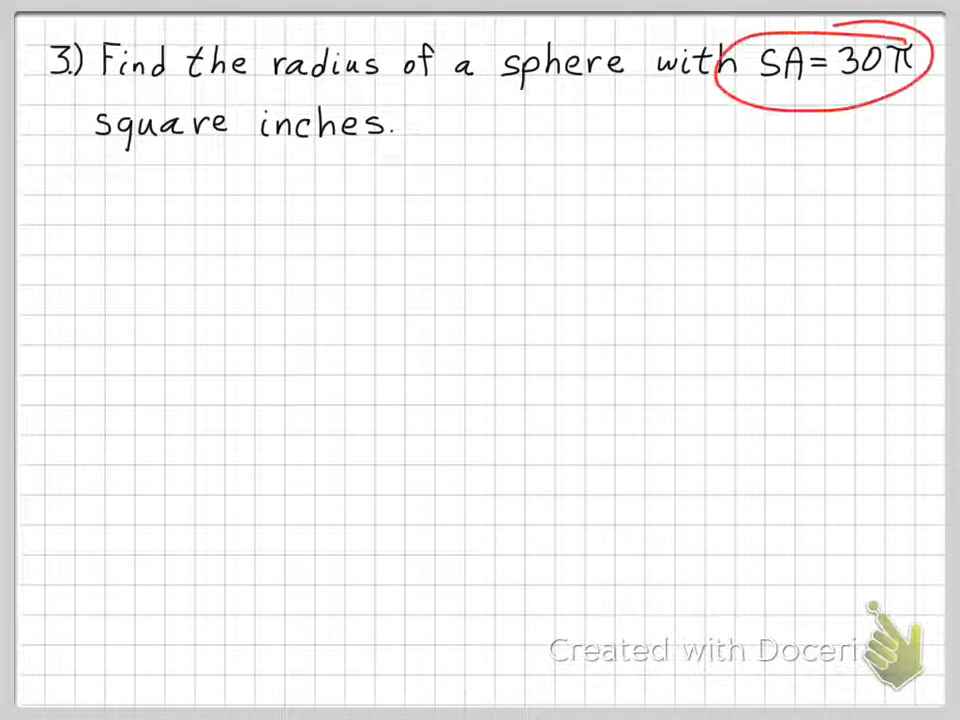 3.) Find the radius of a sphere with SA = 30π
square inches.
Created with Doceri